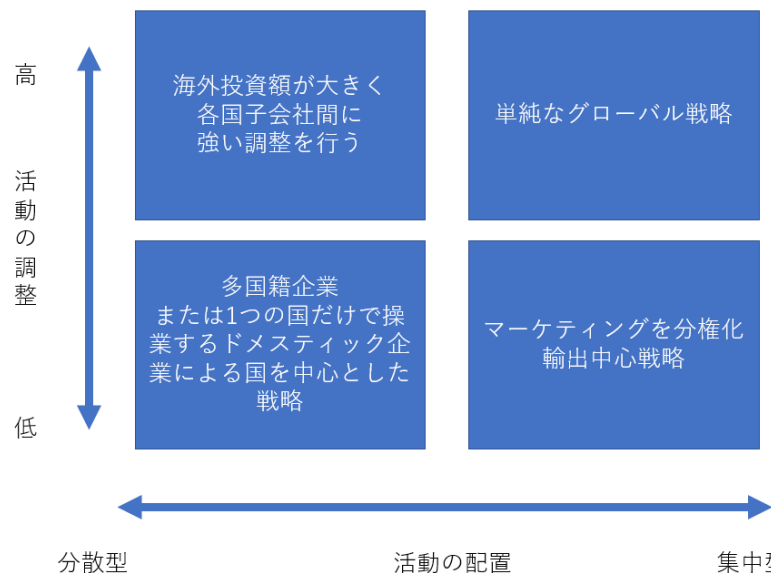 高
活動の調整
低
海外投資額が大きく
各国子会社間に
強い調整を行う
単純なグローバル戦略
多国籍企業
または1つの国だけで操
業するドメスティック企
業による国を中心とした
戦略
マーケティングを分権化
輸出中心戦略
分散型
活動の配置
集中型